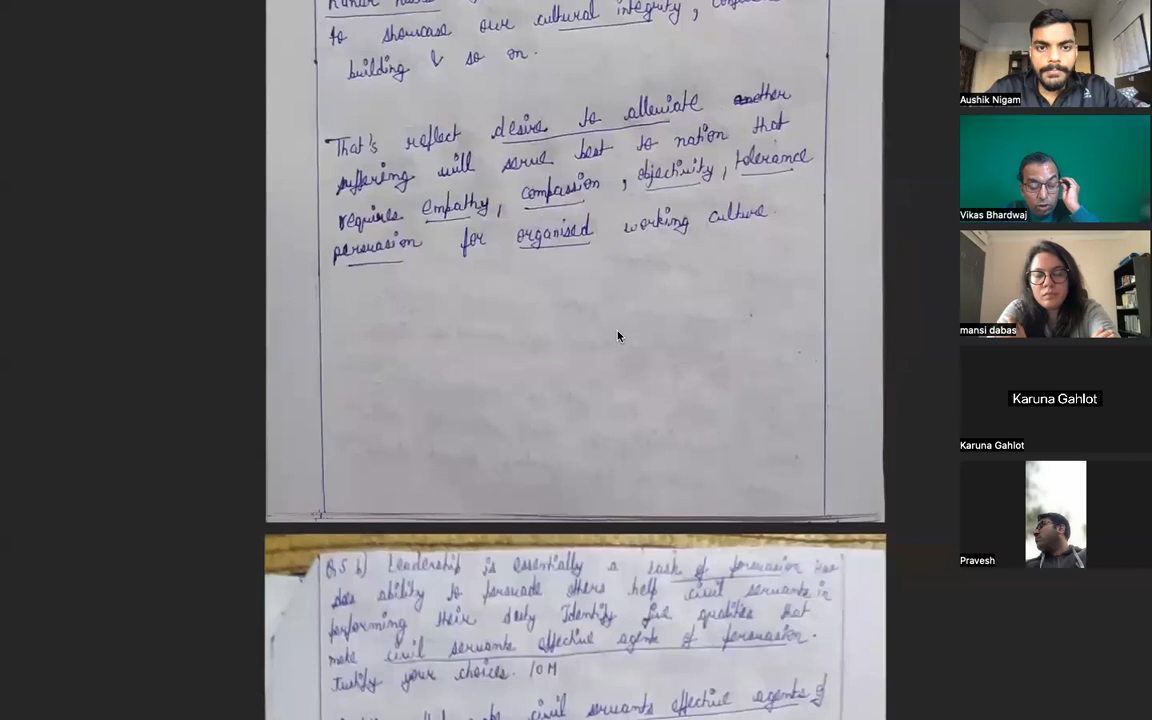 to showcase our cultural integrity,
building & so on.
That's reflect desire to alleviate another
suffering will serve best to nation that
requires empathy, compassion, objectivity, tolerance
persuasion for organised working culture.
Q.5 b) Leadership is essentially a task of persuasion
ability to persuade others help civil servants in
performing their duty Identify five qualities that
make civil servants effective agents of persuasion.
Justify your choices. 10M
civil servants effective agents of
Aushik Nigam
Vikas Bhardwaj
mansi dabas
Karuna Gahlot
Karuna Gahlot
Pravesh